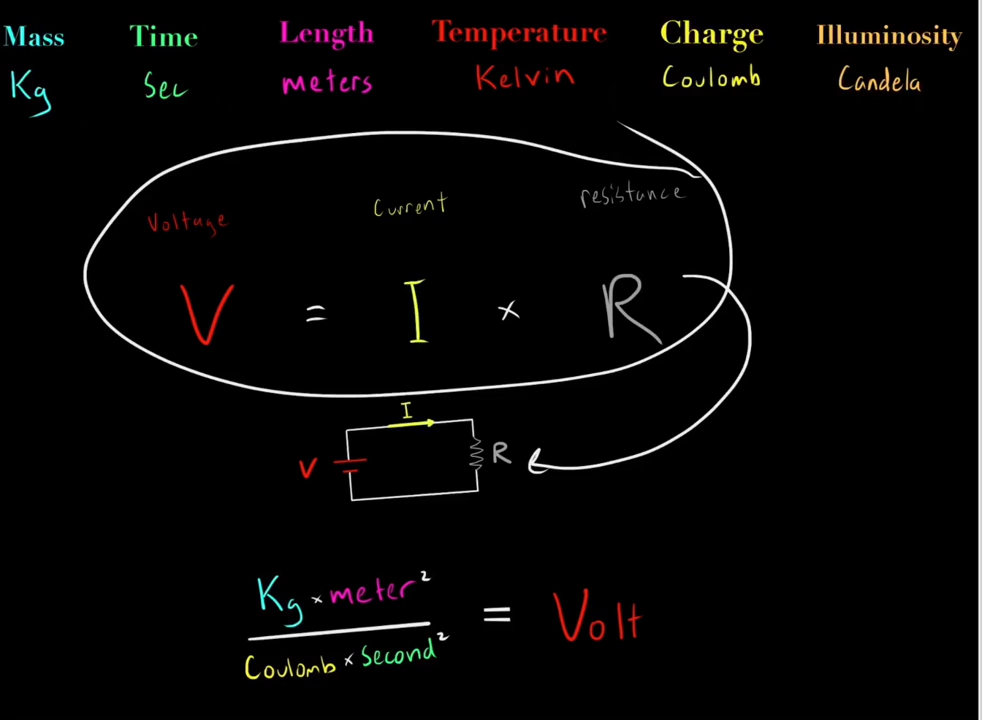 Mass Time Length Temperature Charge Illuminosity
Kg Sec meters Kelvin Coulomb Candela
Voltage Current resistance
V = I × R
I
V R
Kg × meter² = Volt
Coulomb × Second²